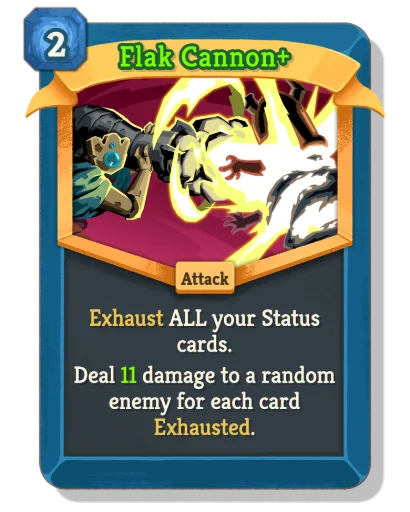 2
Flak Cannon+
Attack
Exhaust ALL your Status
cards.
Deal 11 damage to a random
enemy for each card
Exhausted.